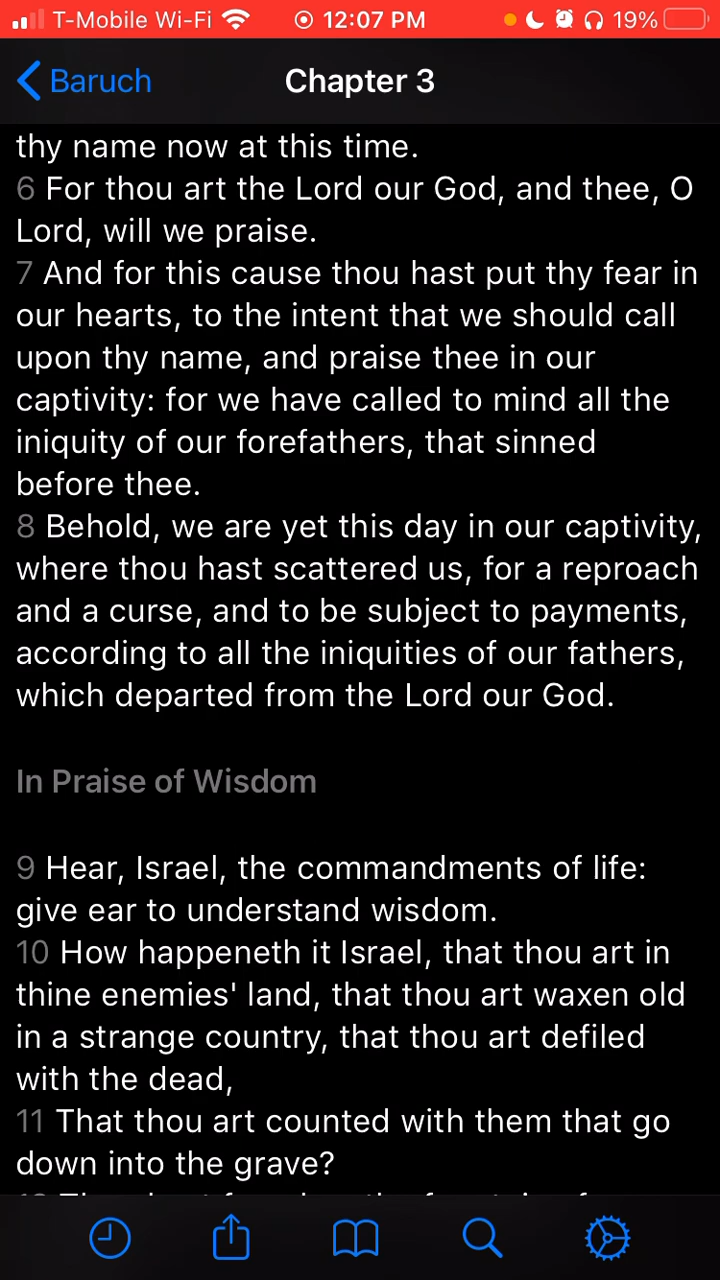 T-Mobile Wi-Fi 12:07 PM 19%
Baruch Chapter 3
thy name now at this time.
6 For thou art the Lord our God, and thee, O
Lord, will we praise.
7 And for this cause thou hast put thy fear in
our hearts, to the intent that we should call
upon thy name, and praise thee in our
captivity: for we have called to mind all the
iniquity of our forefathers, that sinned
before thee.
8 Behold, we are yet this day in our captivity,
where thou hast scattered us, for a reproach
and a curse, and to be subject to payments,
according to all the iniquities of our fathers,
which departed from the Lord our God.
In Praise of Wisdom
9 Hear, Israel, the commandments of life:
give ear to understand wisdom.
10 How happeneth it Israel, that thou art in
thine enemies' land, that thou art waxen old
in a strange country, that thou art defiled
with the dead,
11 That thou art counted with them that go
down into the grave?